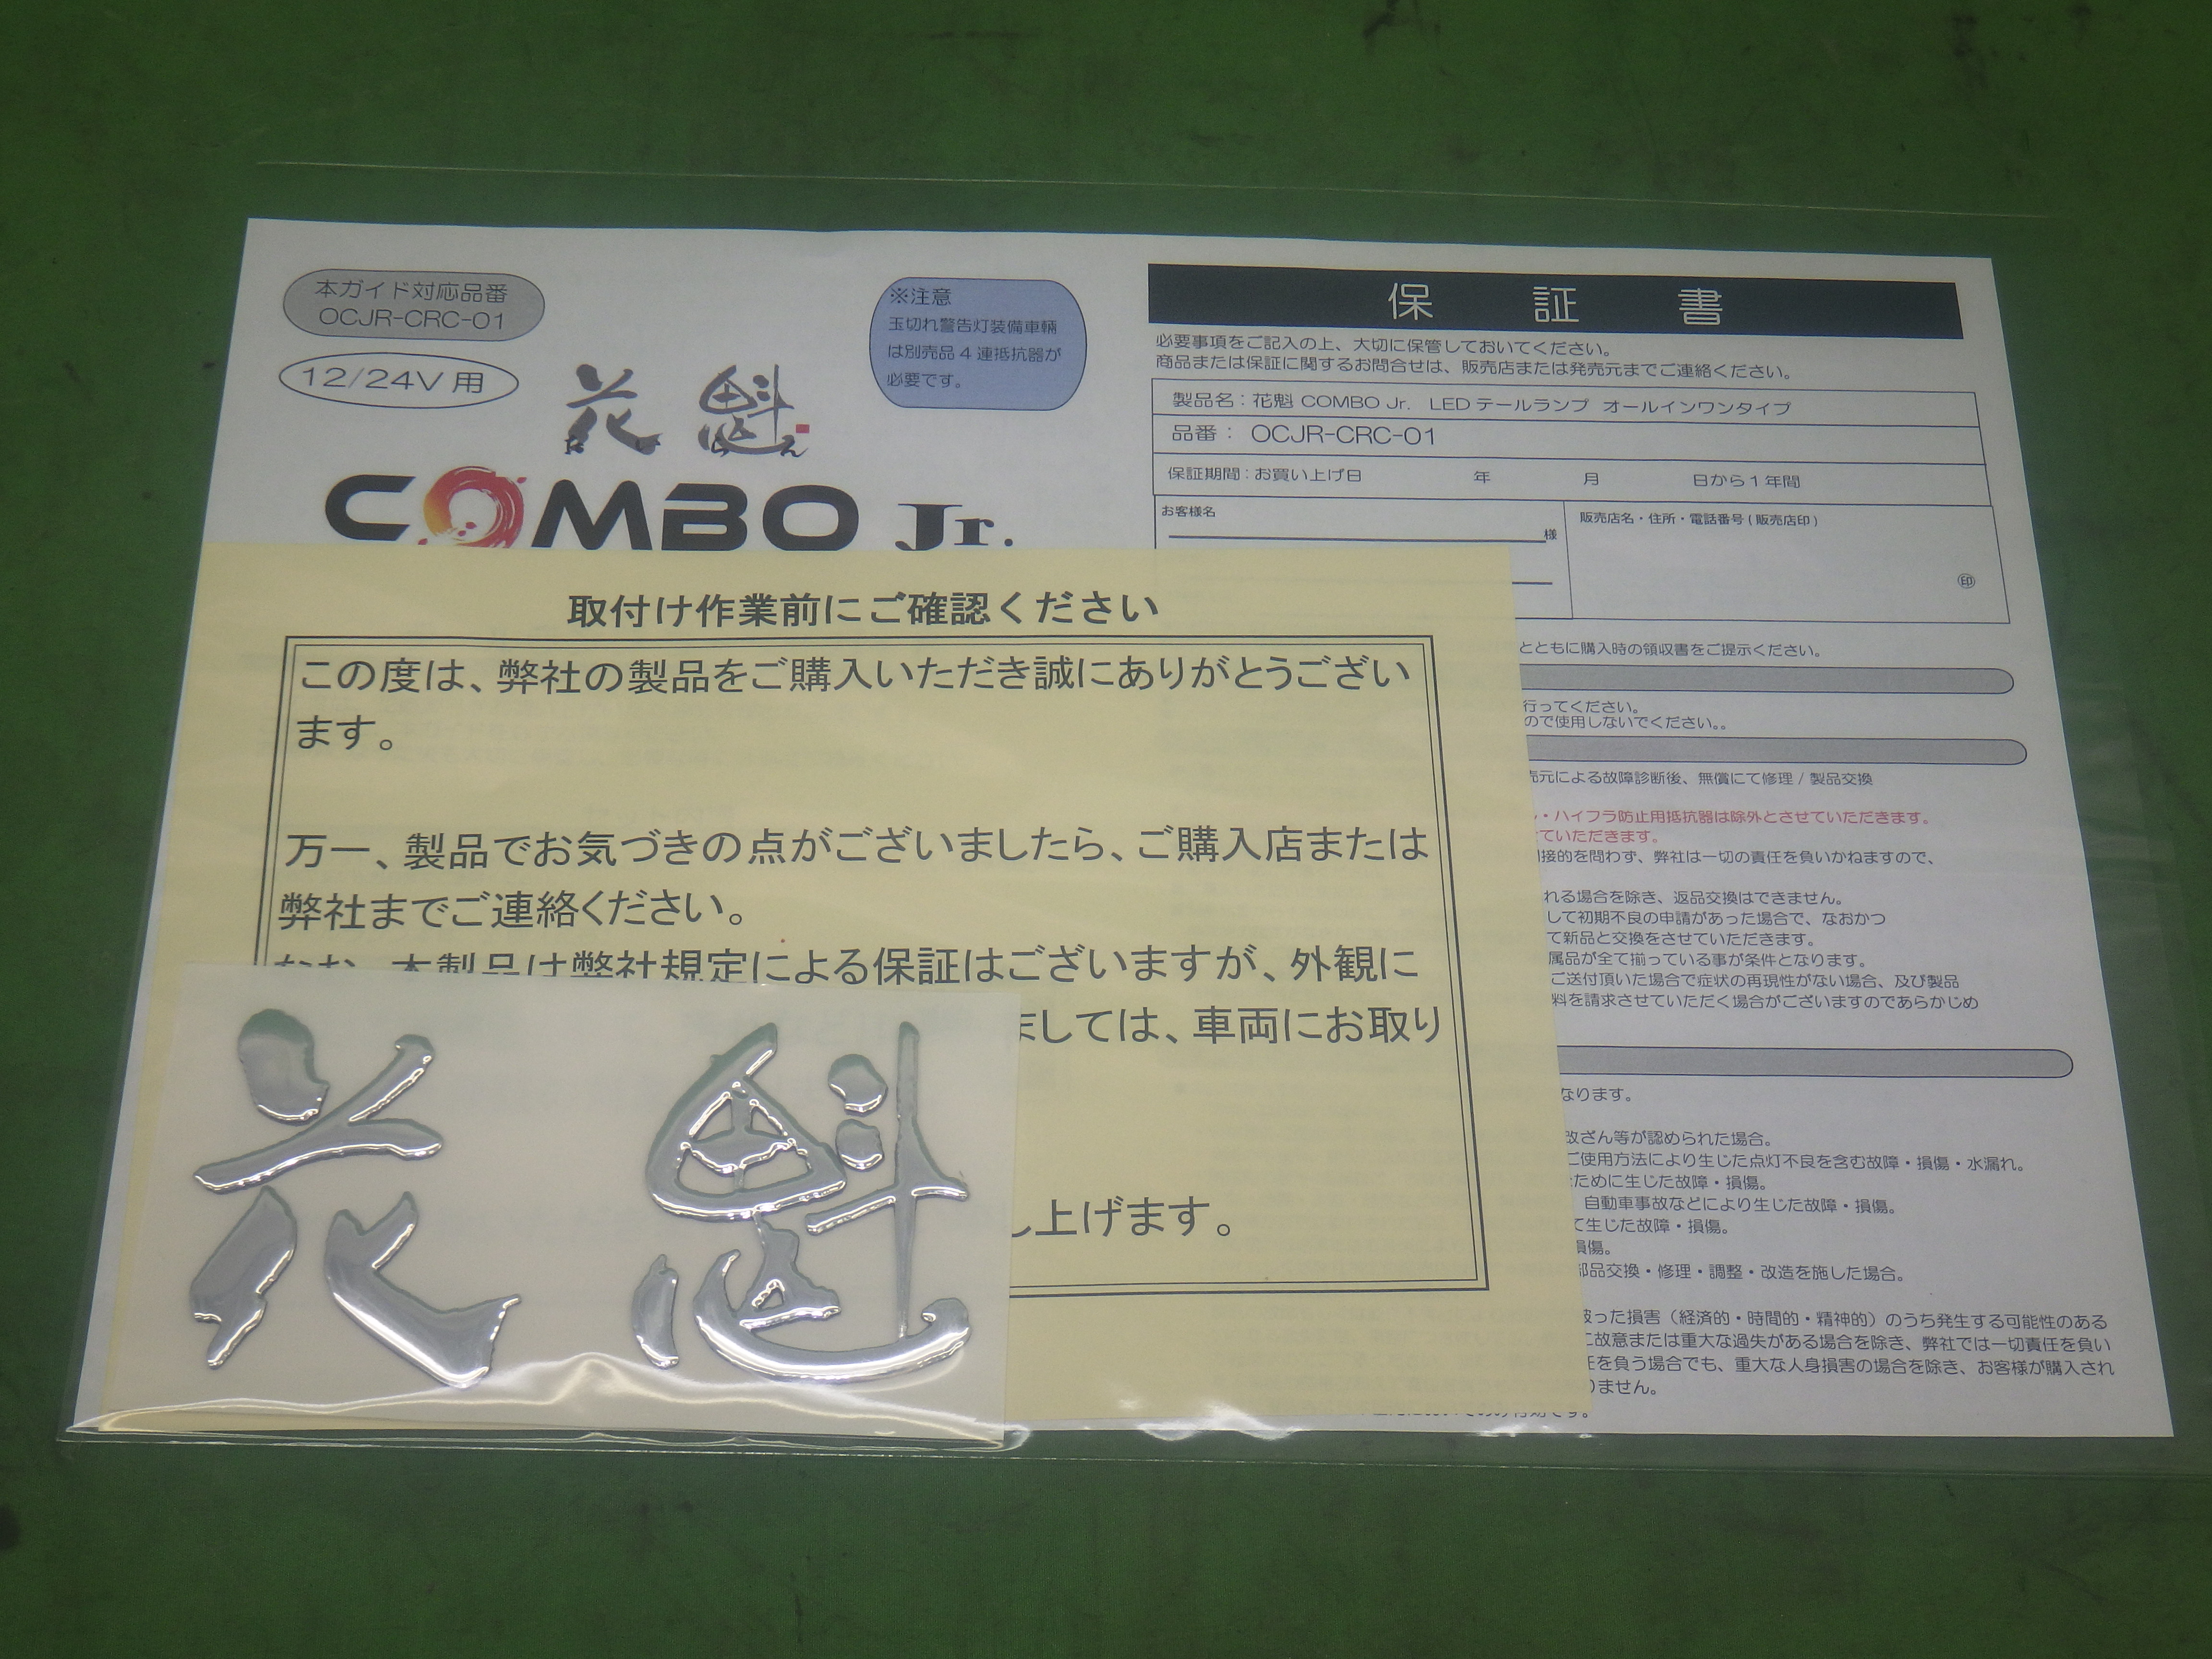 本ガイド対応品番
OCJR-CRC-01
12/24V 用
※注意
玉切れ警告灯装備車輛
は別売品 4 連抵抗器が
必要です。
花魁
おいらん
COMBO Jr.
保証書
必要事項をご記入の上、大切に保管しておいてください。
商品または保証に関するお問合せは、販売店または発売元までご連絡ください。
製品名：花魁 COMBO Jr. LED テールランプ オールインワンタイプ
品番： OCJR-CRC-01
保証期間：お買い上げ日 年 月 日から 1 年間
お客様名
様
販売店名・住所・電話番号 ( 販売店印 )
㊞
とともに購入時の領収書をご提示ください。
行ってください。
ので使用しないでください。。
売元による故障診断後、無償にて修理 / 製品交換
・ハイフラ防止用抵抗器は除外とさせていただきます。
ていただきます。
接的を問わず、弊社は一切の責任を負いかねますので、
れる場合を除き、返品交換はできません。
して初期不良の申請があった場合で、なおかつ
て新品と交換をさせていただきます。
属品が全て揃っている事が条件となります。
ご送付頂いた場合で症状の再現性がない場合、及び製品
料を請求させていただく場合がございますのであらかじめ
なります。
改ざん等が認められた場合。
ご使用方法により生じた点灯不良を含む故障・損傷・水漏れ。
ために生じた故障・損傷。
自動車事故などにより生じた故障・損傷。
て生じた故障・損傷。
損傷。
部品交換・修理・調整・改造を施した場合。
被った損害（経済的・時間的・精神的）のうち発生する可能性のある
に故意または重大な過失がある場合を除き、弊社では一切責任を負い
任を負う場合でも、重大な人身損害の場合を除き、お客様が購入され
りません。
取付け作業前にご確認ください
この度は、弊社の製品をご購入いただき誠にありがとうござい
ます。
万一、製品でお気づきの点がございましたら、ご購入店または
弊社までご連絡ください。
なお、本製品は弊社規定による保証はございますが、外観に
ましては、車両にお取り
し上げます。
花魁